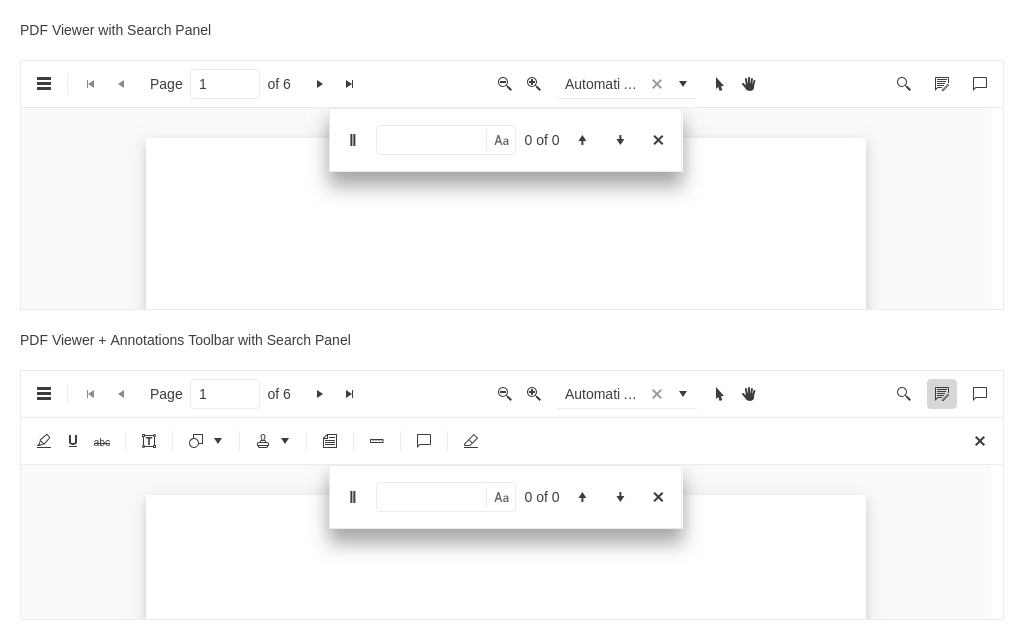 PDF Viewer with Search Panel
Page 1 of 6 Automati ...
Aa 0 of 0
PDF Viewer + Annotations Toolbar with Search Panel
Page 1 of 6 Automati ...
U abc T
Aa 0 of 0